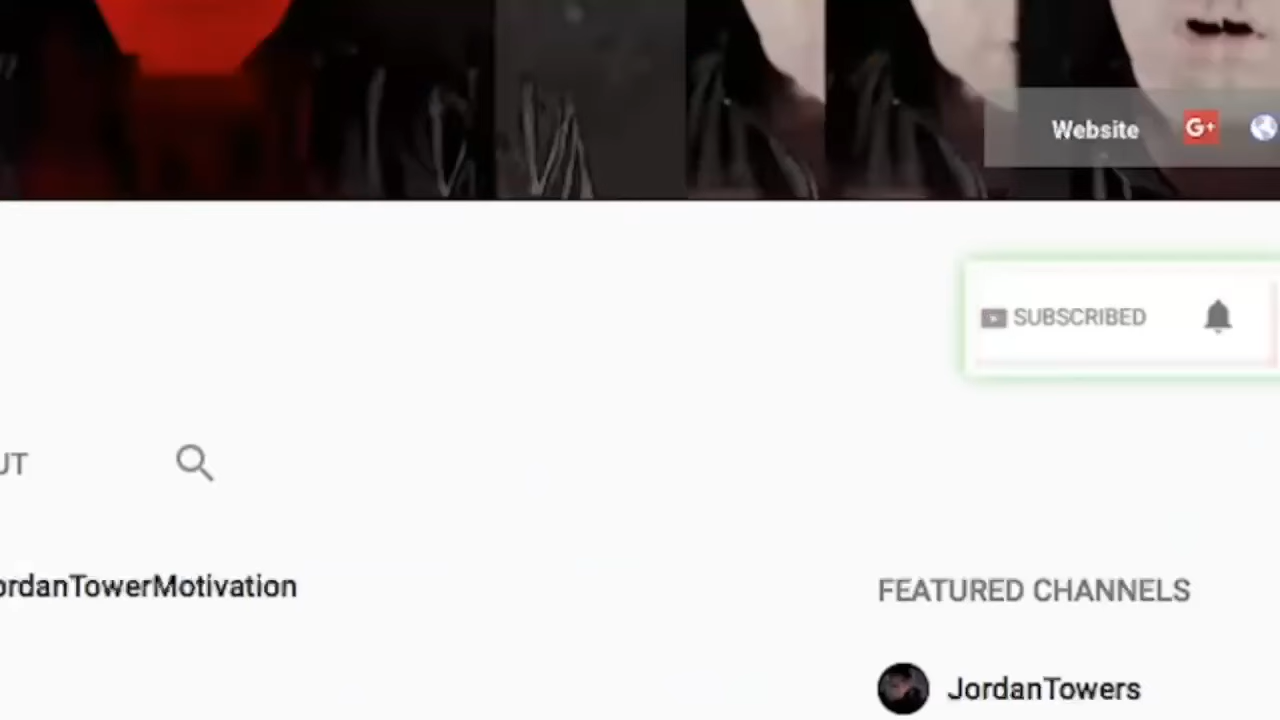 Website G+
SUBSCRIBED
UT
ordanTowerMotivation
FEATURED CHANNELS
JordanTowers